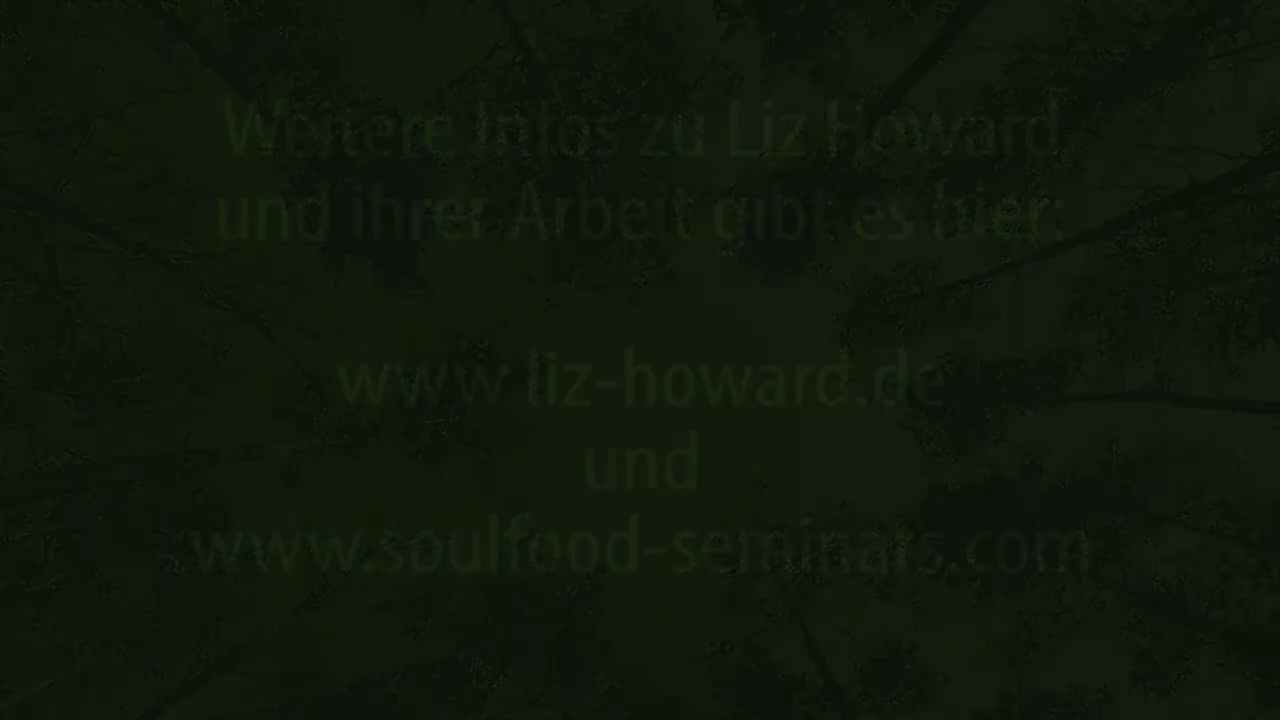 Weitere Infos zu Liz Howard
und ihrer Arbeit gibt es hier:
www.liz-howard.de
und
www.soulfood-seminars.com